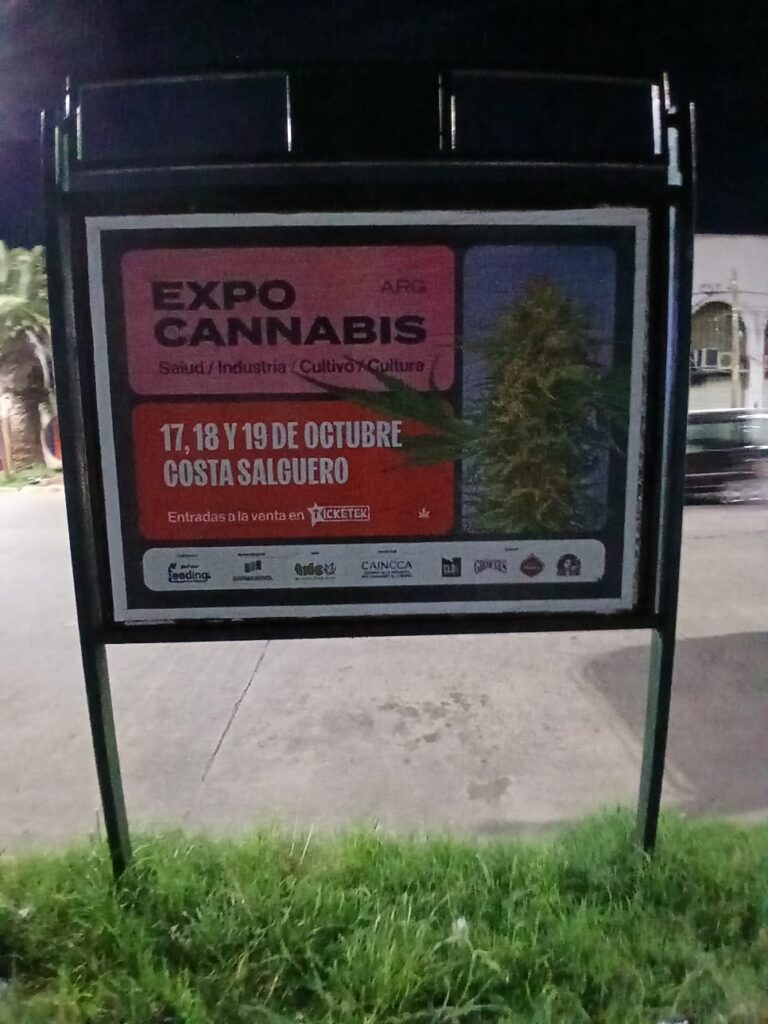 EXPO
CANNABIS
ARG
Salud / Industria / Cultivo / Cultura
17, 18 Y 19 DE OCTUBRE
COSTA SALGUERO
Entradas a la venta en TICKETEK
CAINCCA
GROWERS